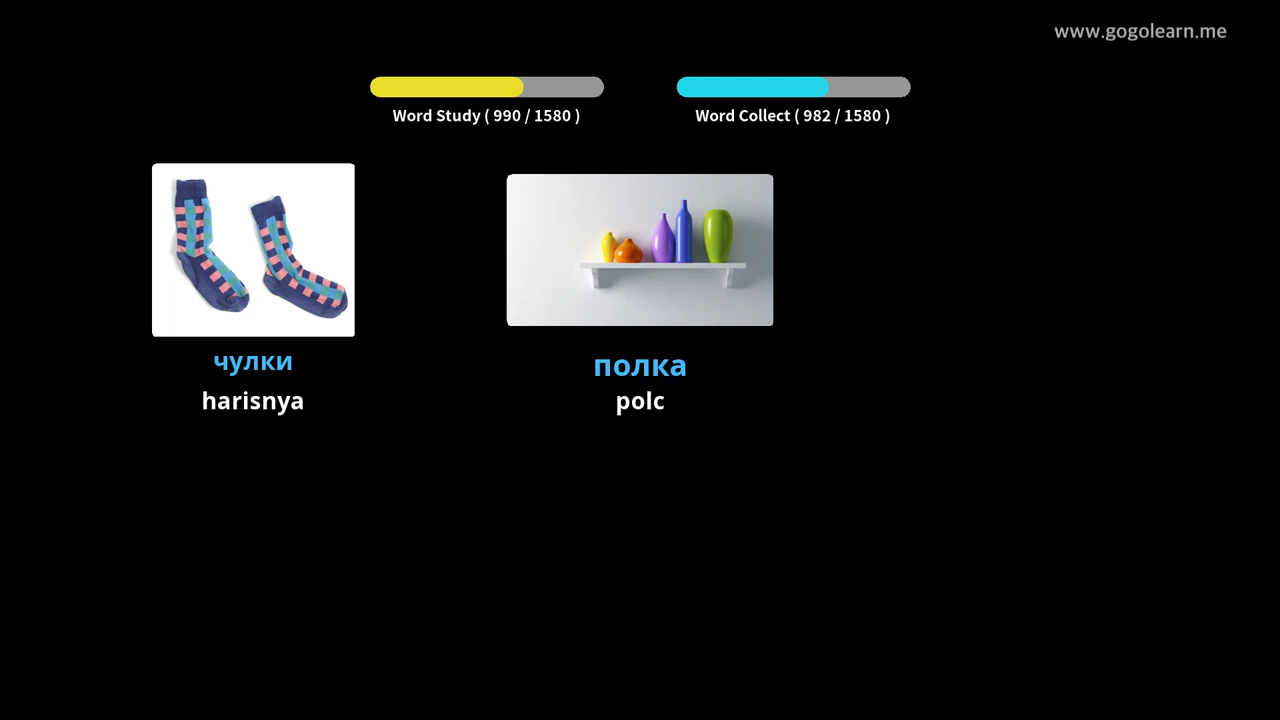 www.gogolearn.me
Word Study ( 990 / 1580 )
Word Collect ( 982 / 1580 )
чулки
harisnya
полка
polc